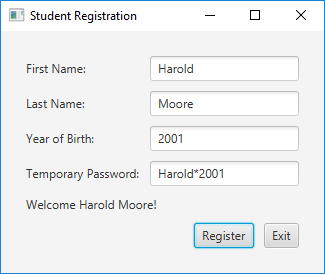 Student Registration
First Name: Harold
Last Name: Moore
Year of Birth: 2001
Temporary Password: Harold*2001
Welcome Harold Moore!
Register Exit